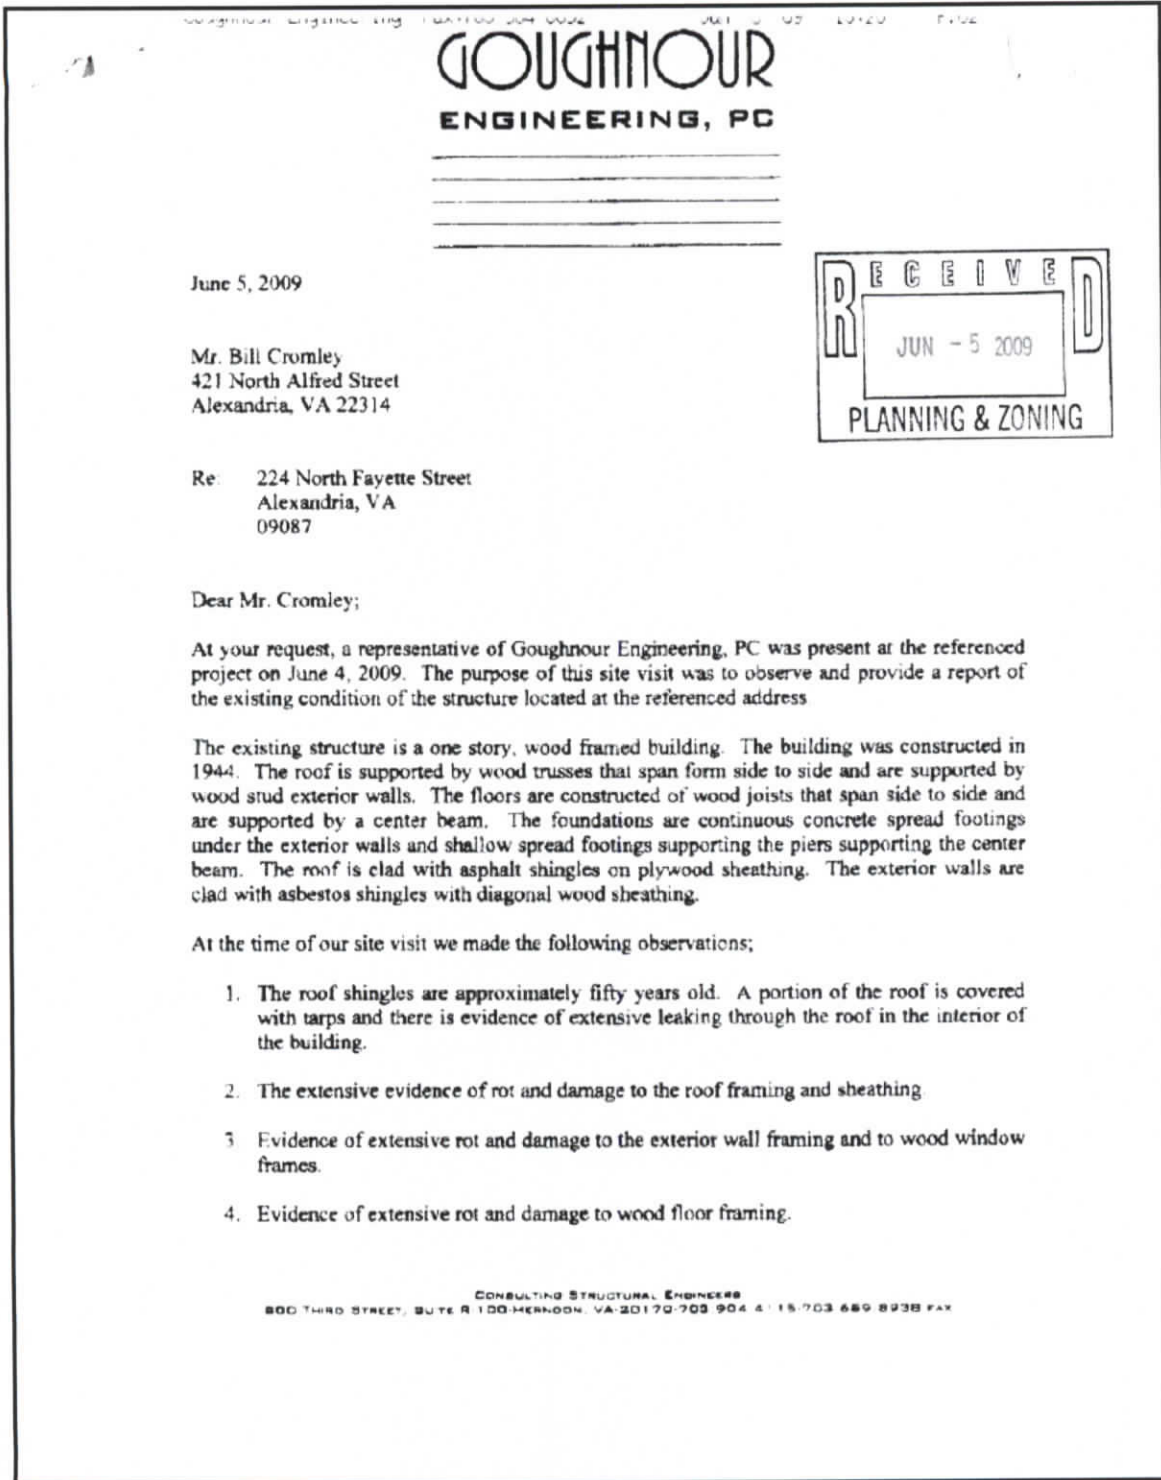 GOUGHNOUR
ENGINEERING, PC
June 5, 2009
RECEIVED
JUN - 5 2009
PLANNING & ZONING
Mr. Bill Cromley
421 North Alfred Street
Alexandria, VA 22314
Re: 224 North Fayette Street
Alexandria, VA
09087
Dear Mr. Cromley;
At your request, a representative of Goughnour Engineering, PC was present at the referenced
project on June 4, 2009. The purpose of this site visit was to observe and provide a report of
the existing condition of the structure located at the referenced address
The existing structure is a one story, wood framed building. The building was constructed in
1944. The roof is supported by wood trusses that span form side to side and are supported by
wood stud exterior walls. The floors are constructed of wood joists that span side to side and
are supported by a center beam. The foundations are continuous concrete spread footings
under the exterior walls and shallow spread footings supporting the piers supporting the center
beam. The roof is clad with asphalt shingles on plywood sheathing. The exterior walls are
clad with asbestos shingles with diagonal wood sheathing.
At the time of our site visit we made the following observations;
1. The roof shingles are approximately fifty years old. A portion of the roof is covered
with tarps and there is evidence of extensive leaking through the roof in the interior of
the building.
2. The extensive evidence of rot and damage to the roof framing and sheathing
3 Evidence of extensive rot and damage to the exterior wall framing and to wood window
frames.
4. Evidence of extensive rot and damage to wood floor framing.
CONSULTING STRUCTURAL ENGINEERS
THIRD STREET, HERNDON, VA 20170 703 904 703 689 8938 FAX